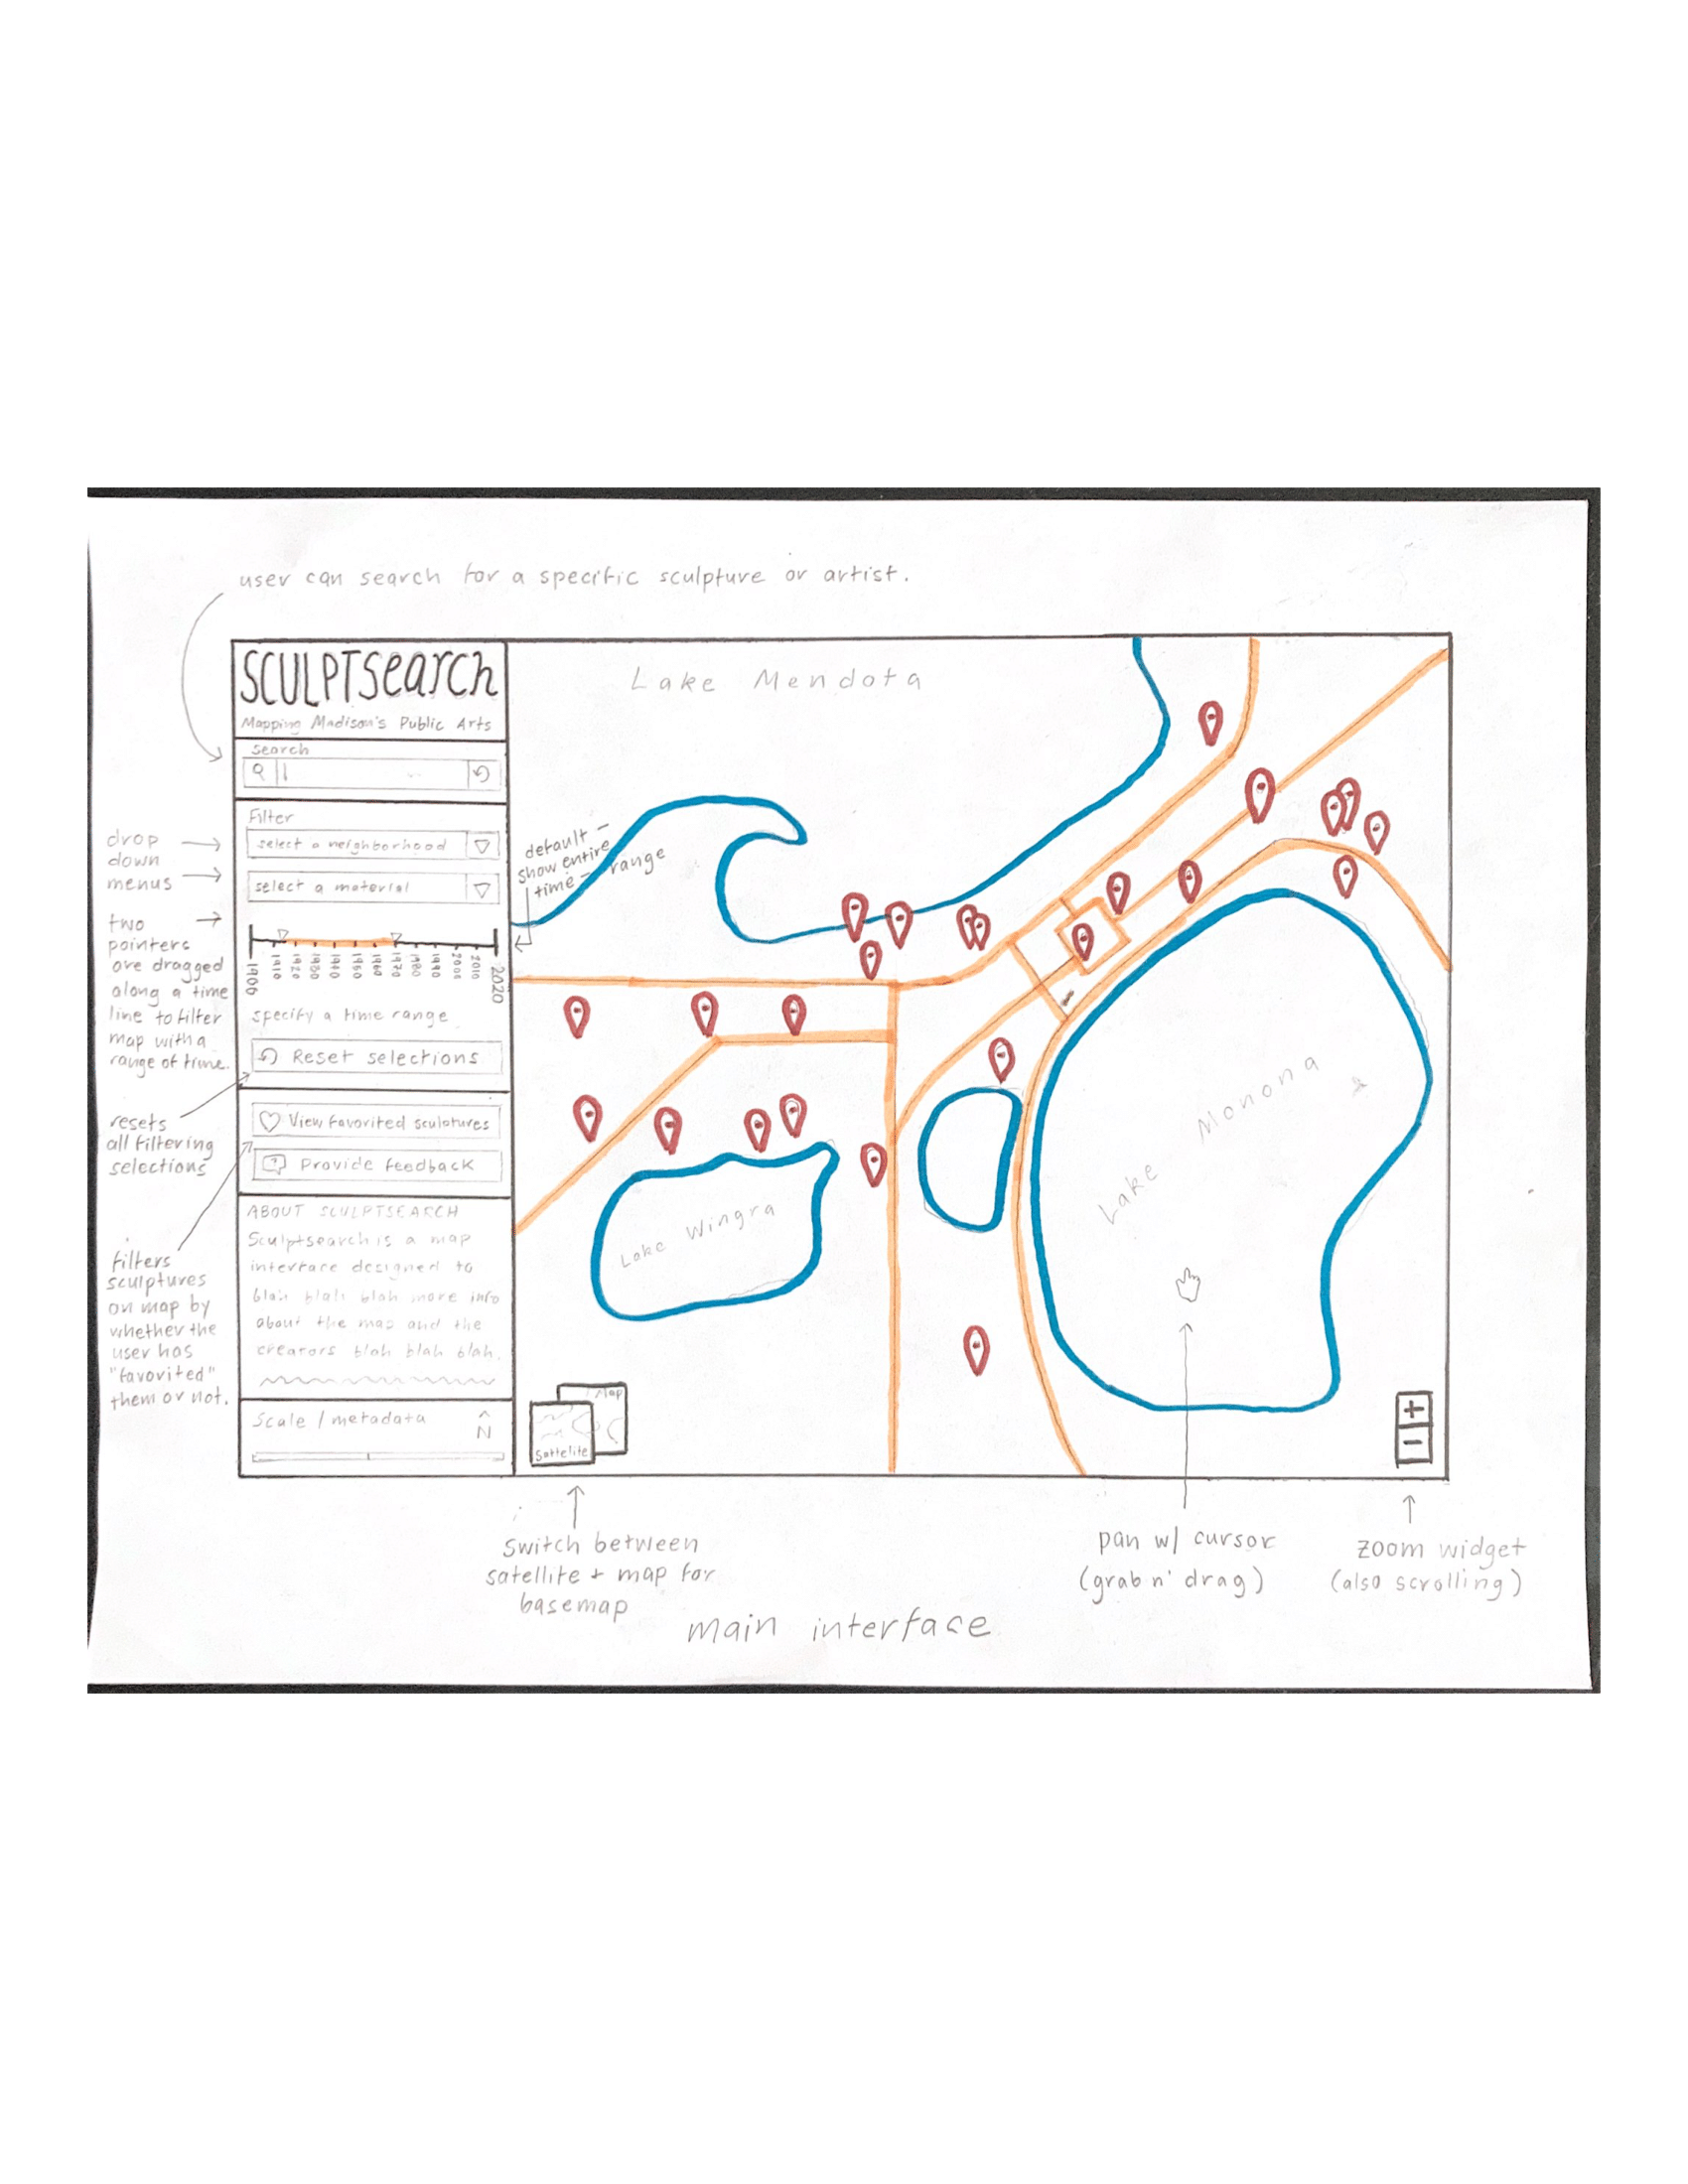 user can search for a specific sculpture or artist.
SCULPTSearch
Mapping Madison's Public Arts
search
Filter
select a neighborhood
select a material
1906
1910
1920
1930
1940
1950
1960
1970
1980
1990
2000
2010
2020
specify a time range
Reset selections
View favorited sculptures
Provide feedback
ABOUT SCULPTSEARCH
Sculptsearch is a map
interface designed to
blah blah blah more info
about the map and the
creators blah blah blah.
Scale / metadata
N
drop
down
menus
two
pointers
are dragged
along a time
line to filter
map with a
range of time.
resets
all filtering
selections
filters
sculptures
on map by
whether the
user has
"favorited"
them or not.
default -
show entire
time - range
Lake Mendota
Lake Wingra
Lake Monona
Map
Sattelite
+
−
switch between
satellite + map for
basemap
pan w/ cursor
(grab n' drag)
zoom widget
(also scrolling)
main interface